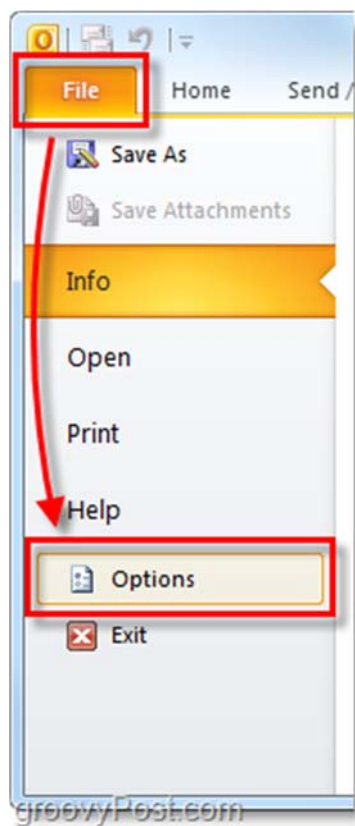 File Home Send /
Save As
Save Attachments
Info
Open
Print
Help
Options
Exit
groovyPost.com